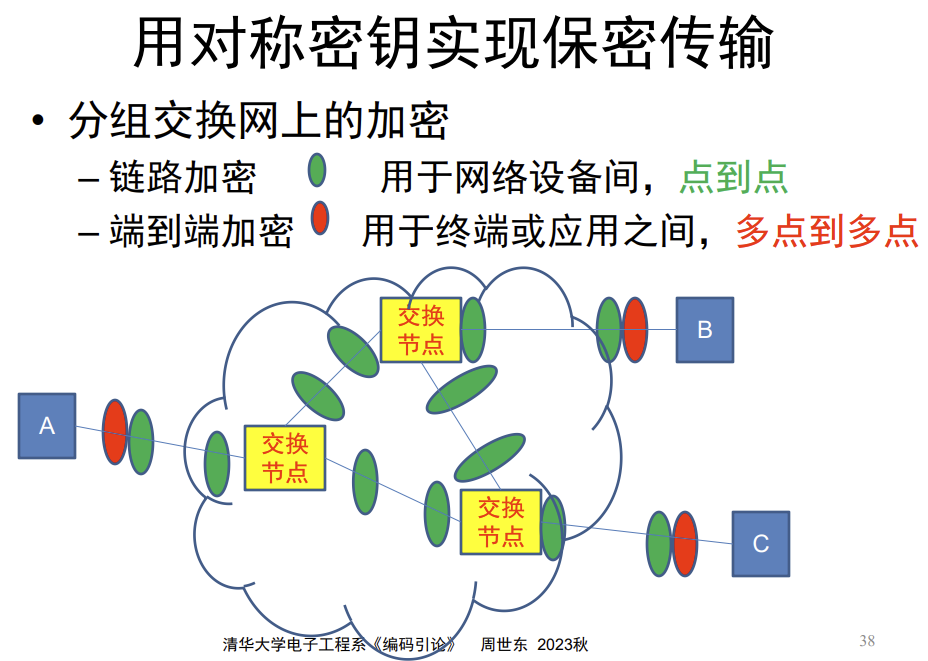 用对称密钥实现保密传输
• 分组交换网上的加密
– 链路加密 用于网络设备间，点到点
– 端到端加密 用于终端或应用之间，多点到多点
交换
节点
B
A
交换
节点
交换
节点
C
清华大学电子工程系《编码引论》 周世东 2023秋
38